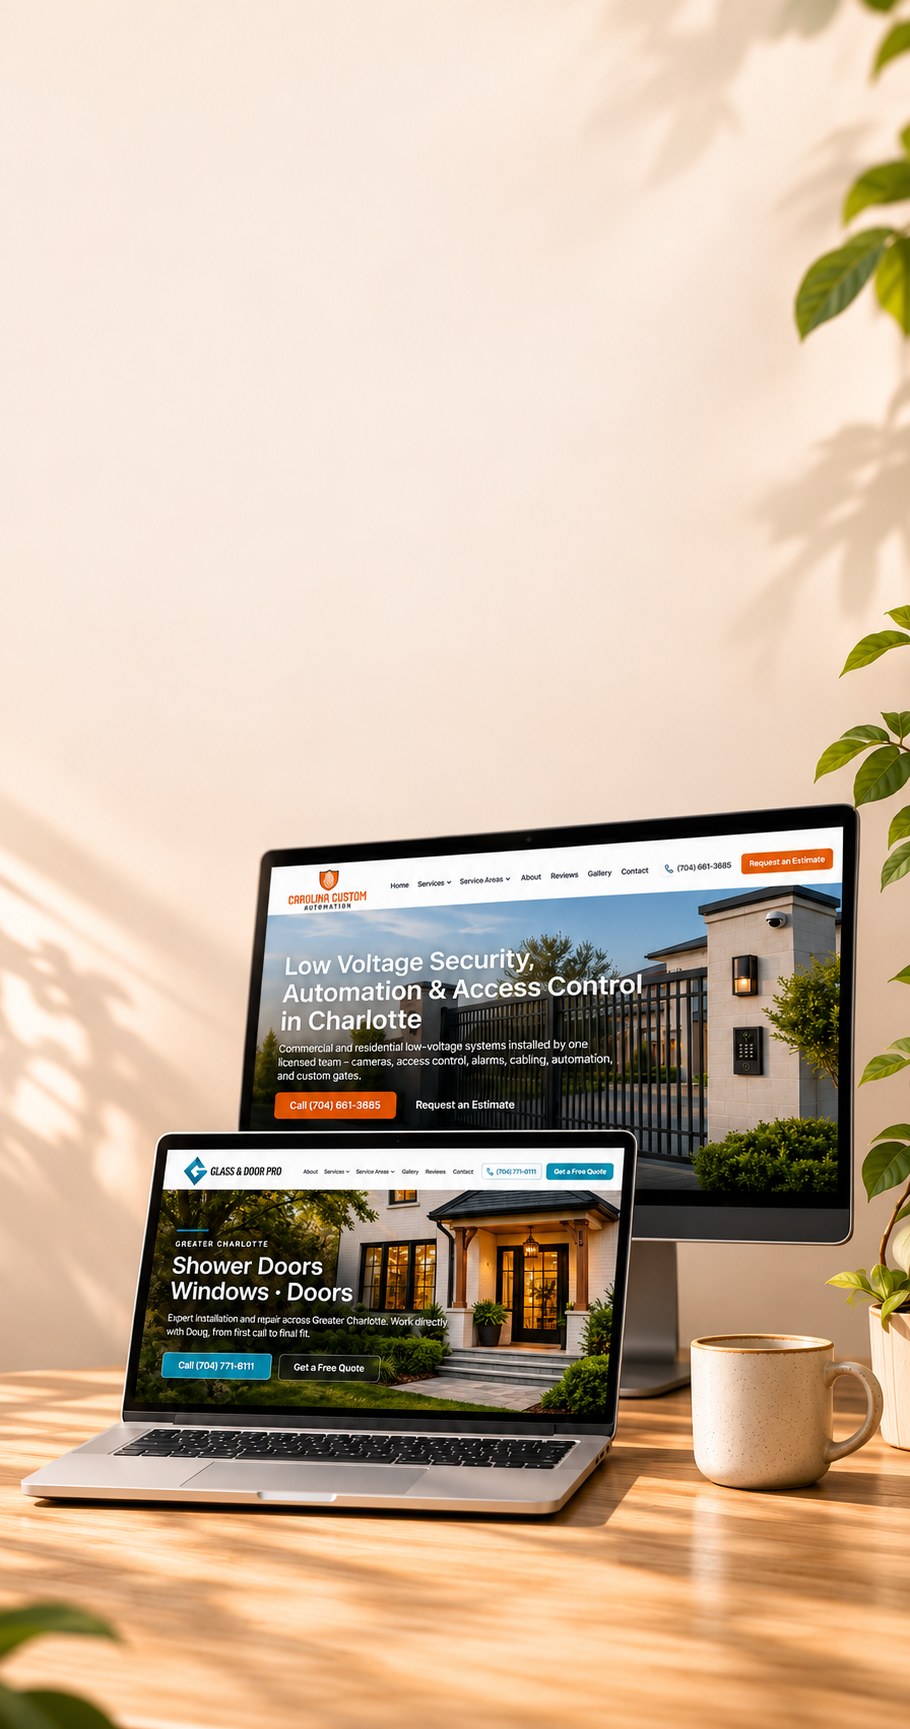 CAROLINA CUSTOM
AUTOMATION
Home Services Service Areas About Reviews Gallery Contact (704) 661-3685 Request an Estimate
Low Voltage Security,
Automation & Access Control
in Charlotte
Commercial and residential low-voltage systems installed by one
licensed team – cameras, access control, alarms, cabling, automation,
and custom gates.
Call (704) 661-3685 Request an Estimate
GLASS & DOOR PRO About Services Service Areas Gallery Reviews Contact (704) 771-0111 Get a Free Quote
GREATER CHARLOTTE
Shower Doors
Windows · Doors
Expert installation and repair across Greater Charlotte. Work directly
with Doug, from first call to final fit.
Call (704) 771-6111 Get a Free Quote